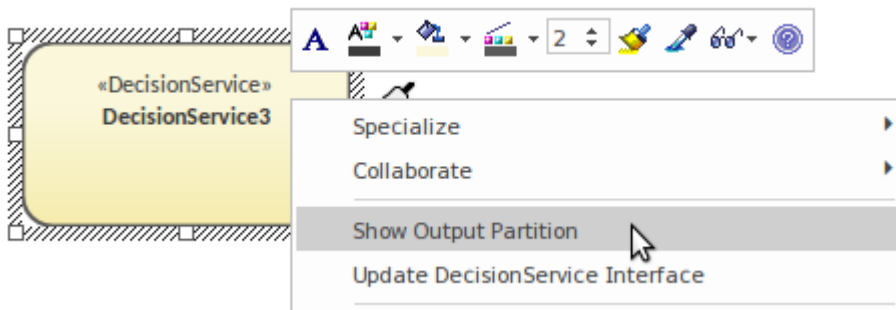 2
«DecisionService»
DecisionService3
Specialize
Collaborate
Show Output Partition
Update DecisionService Interface